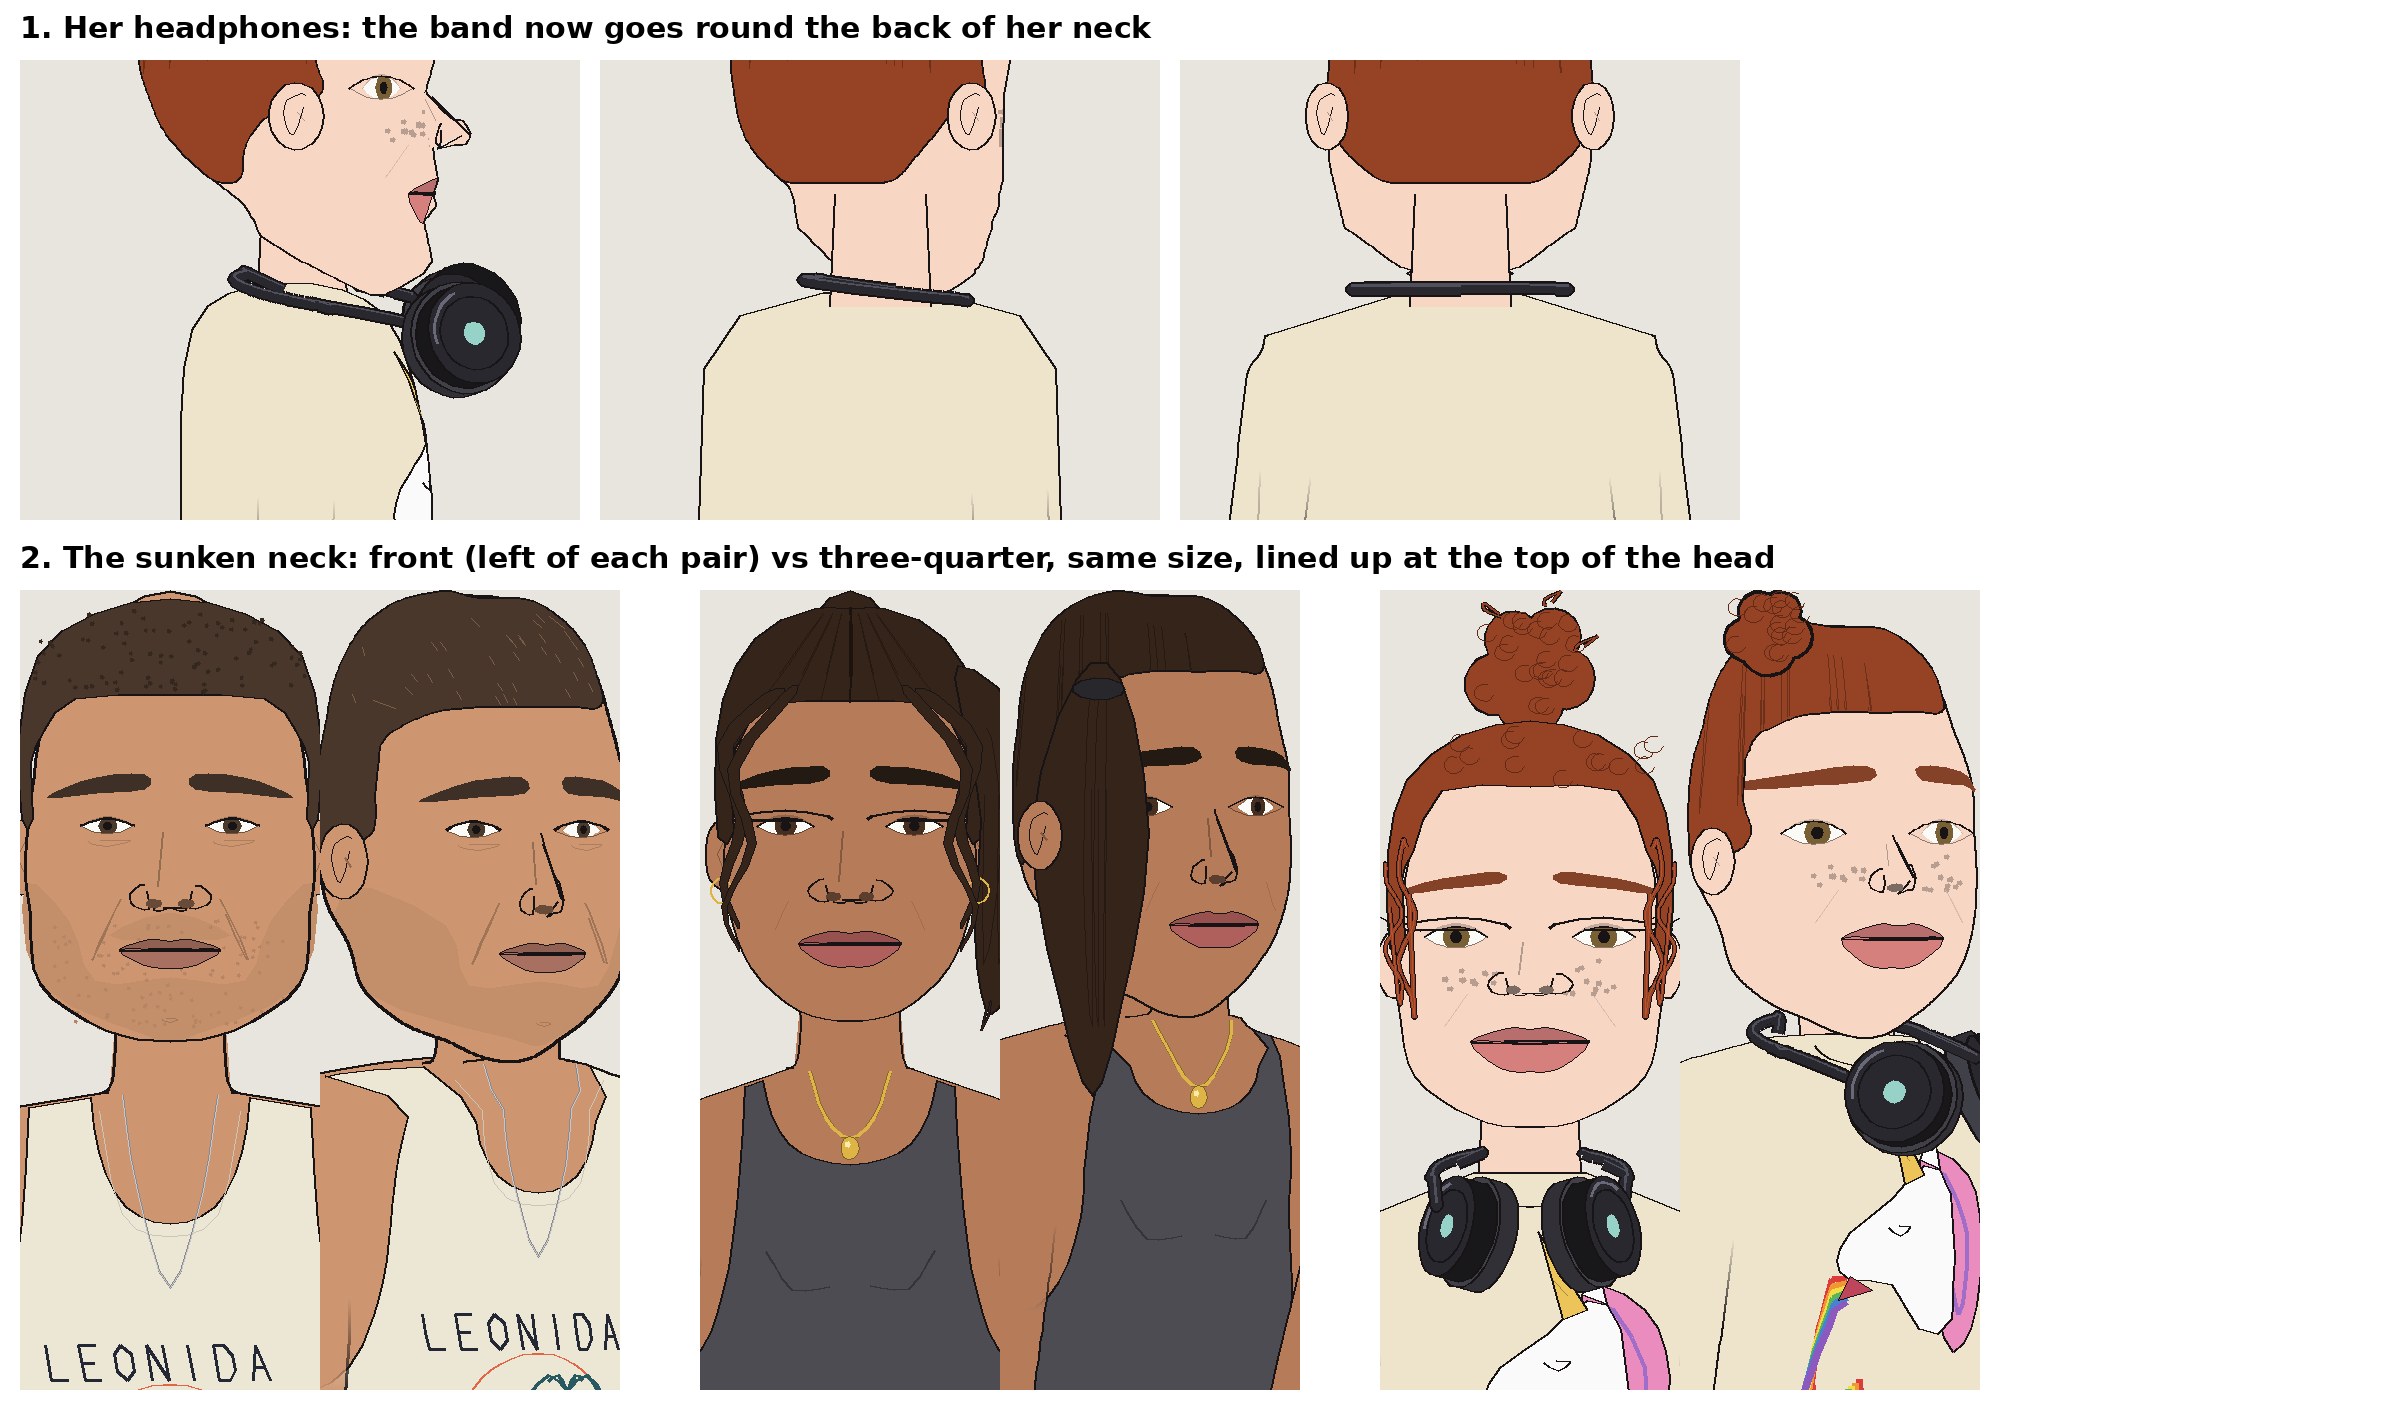 1. Her headphones: the band now goes round the back of her neck
2. The sunken neck: front (left of each pair) vs three-quarter, same size, lined up at the top of the head
LEONIDA
LEONIDA